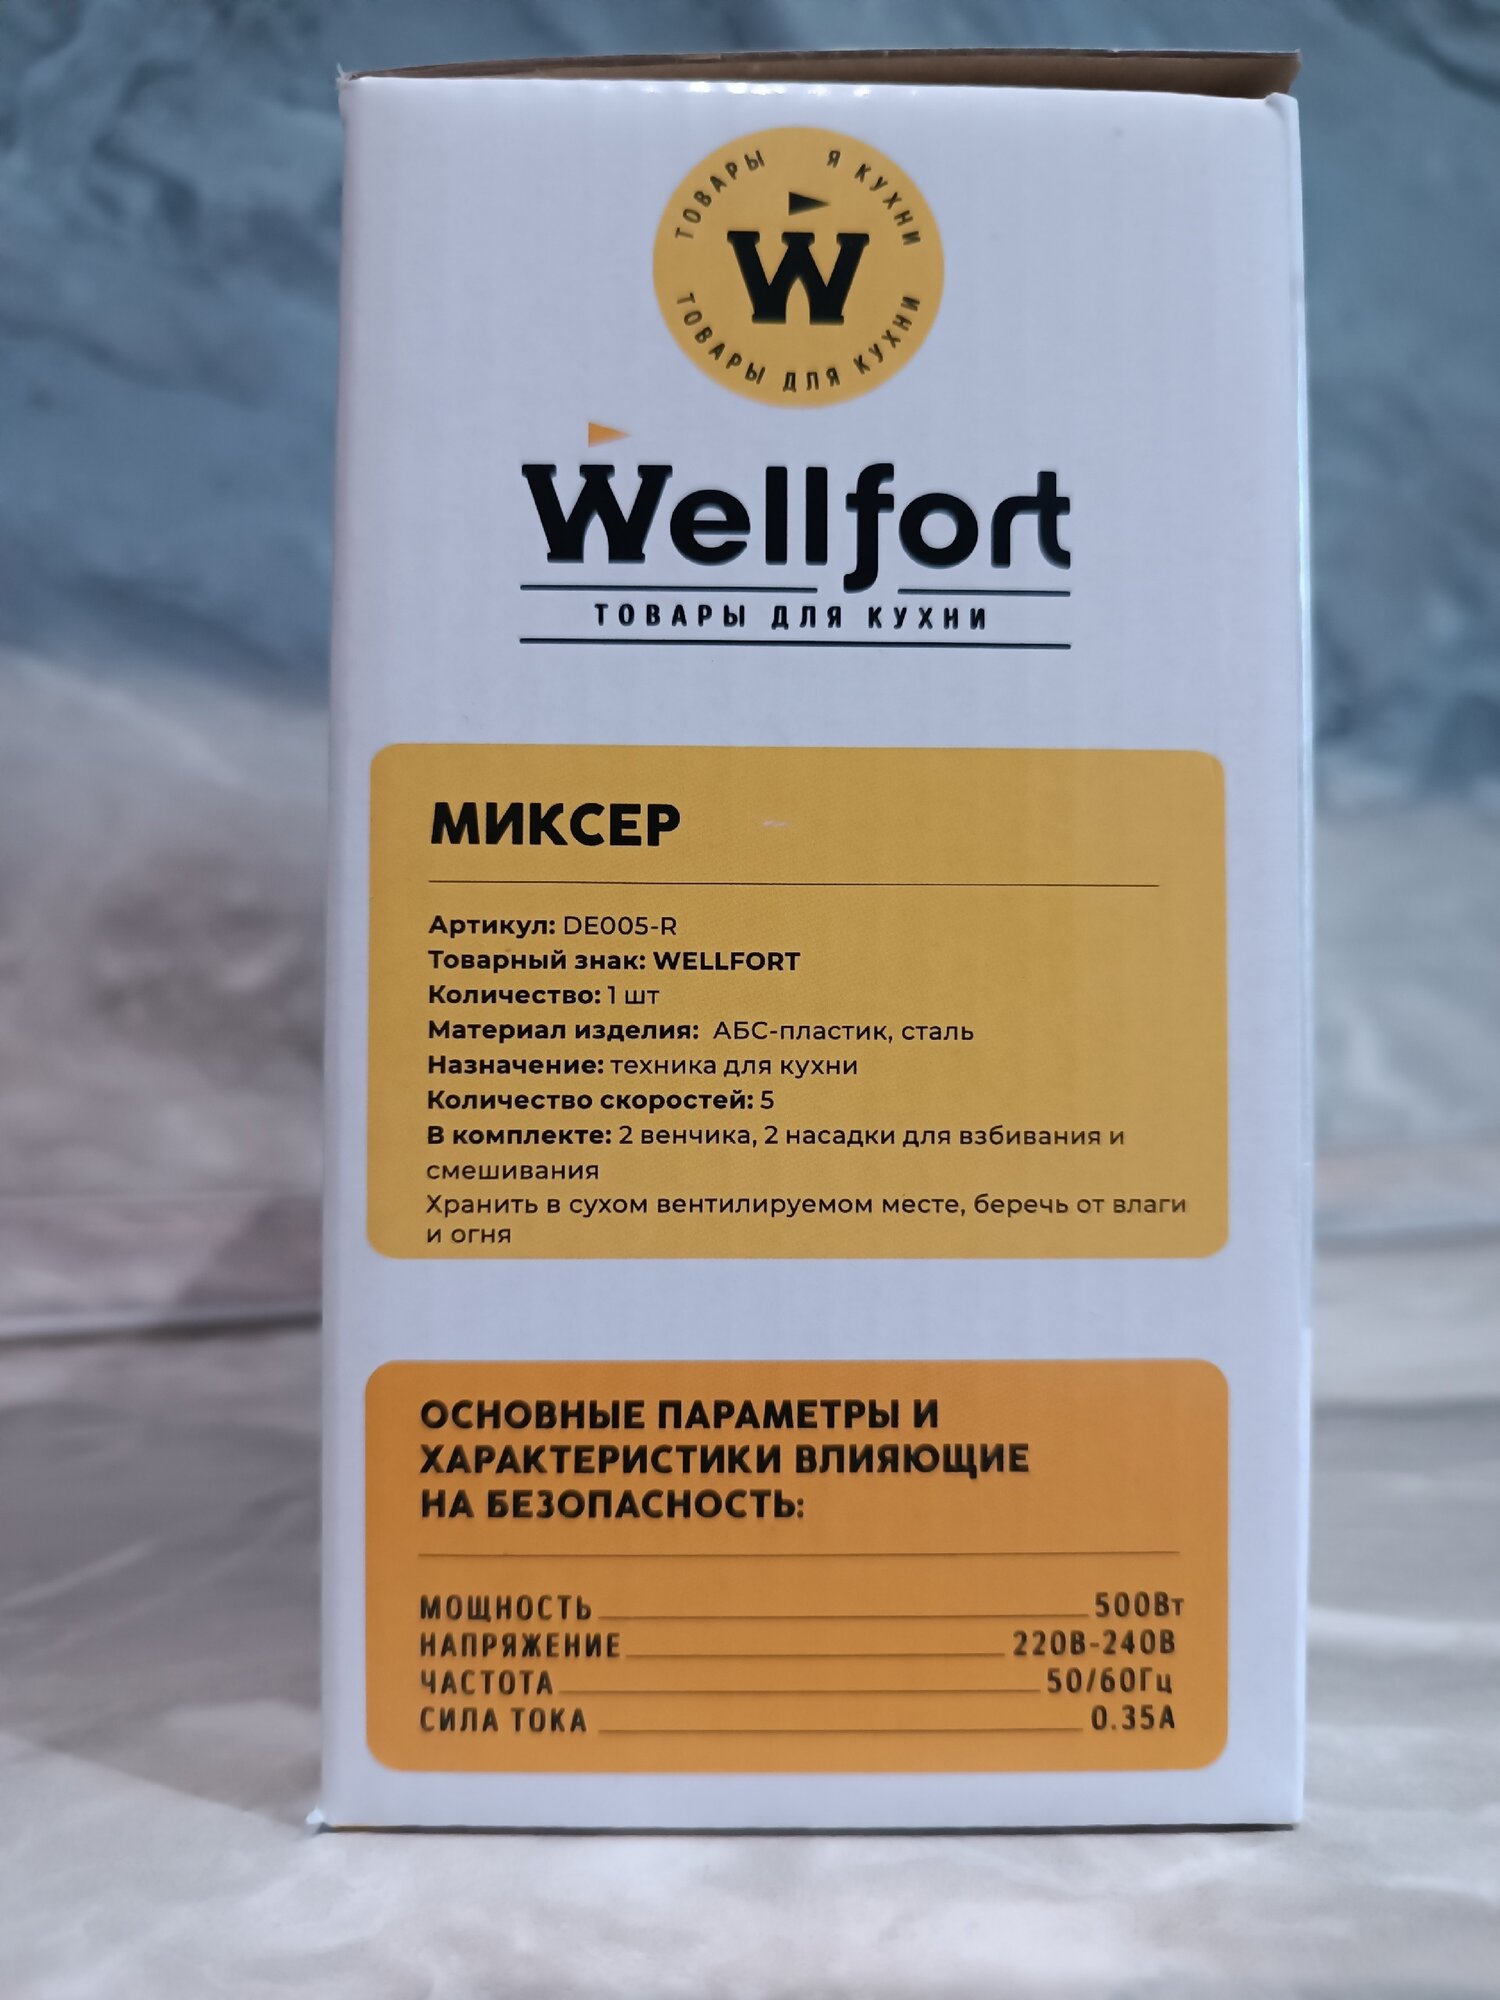 ТОВАРЫ Я КУХНИ
W
ТОВАРЫ ДЛЯ КУХНИ
Wellfort
ТОВАРЫ ДЛЯ КУХНИ
МИКСЕР
Артикул: DE005-R
Товарный знак: WELLFORT
Количество: 1 шт
Материал изделия: АБС-пластик, сталь
Назначение: техника для кухни
Количество скоростей: 5
В комплекте: 2 венчика, 2 насадки для взбивания и
смешивания
Хранить в сухом вентилируемом месте, беречь от влаги
и огня
ОСНОВНЫЕ ПАРАМЕТРЫ И
ХАРАКТЕРИСТИКИ ВЛИЯЮЩИЕ
НА БЕЗОПАСНОСТЬ:
МОЩНОСТЬ 500Вт
НАПРЯЖЕНИЕ 220В-240В
ЧАСТОТА 50/60Гц
СИЛА ТОКА 0.35А